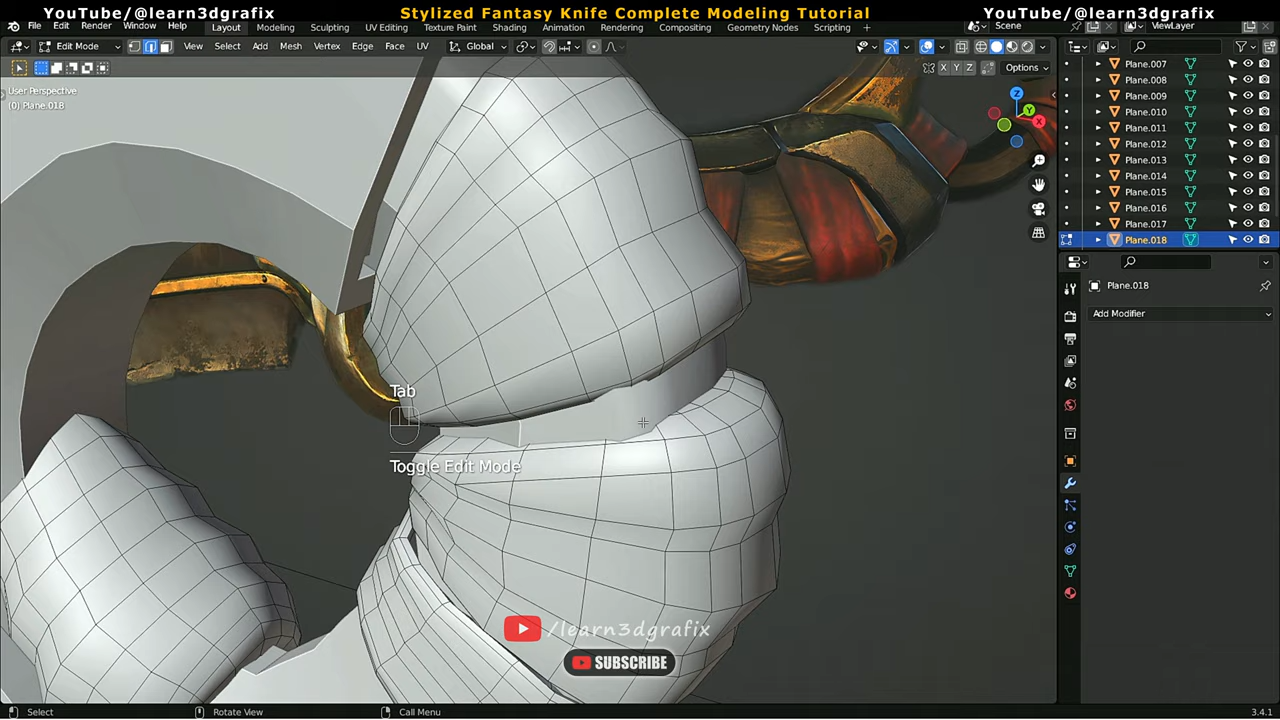 YouTube/@learn3dgrafix
Stylized Fantasy Knife Complete Modeling Tutorial
YouTube/@learn3dgrafix
File Edit Render Window Help
Layout Modeling Sculpting UV Editing Texture Paint Shading Animation Rendering Compositing Geometry Nodes Scripting +
Scene
ViewLayer
Edit Mode View Select Add Mesh Vertex Edge Face UV
Global
X Y Z Options
User Perspective
(0) Plane.018
Z
Y
X
Plane.007
Plane.008
Plane.009
Plane.010
Plane.011
Plane.012
Plane.013
Plane.014
Plane.015
Plane.016
Plane.017
Plane.018
Plane.018
Add Modifier
Tab
Toggle Edit Mode
/learn3dgrafix
SUBSCRIBE
Select Rotate View Call Menu 3.4.1